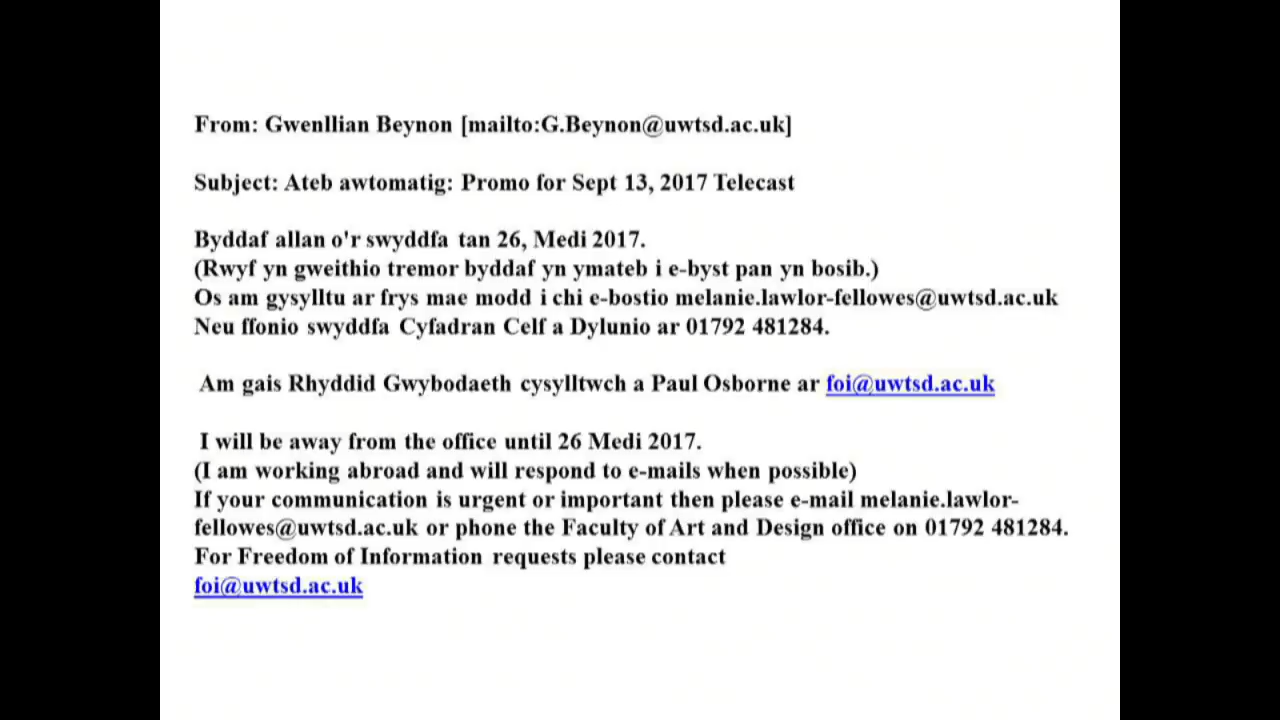 From: Gwenllian Beynon [mailto:G.Beynon@uwtsd.ac.uk]
Subject: Ateb awtomatig: Promo for Sept 13, 2017 Telecast
Byddaf allan o'r swyddfa tan 26, Medi 2017.
(Rwyf yn gweithio tremor byddaf yn ymateb i e-byst pan yn bosib.)
Os am gysylltu ar frys mae modd i chi e-bostio melanie.lawlor-fellowes@uwtsd.ac.uk
Neu ffonio swyddfa Cyfadran Celf a Dylunio ar 01792 481284.
Am gais Rhyddid Gwybodaeth cysylltwch a Paul Osborne ar foi@uwtsd.ac.uk
I will be away from the office until 26 Medi 2017.
(I am working abroad and will respond to e-mails when possible)
If your communication is urgent or important then please e-mail melanie.lawlor-
fellowes@uwtsd.ac.uk or phone the Faculty of Art and Design office on 01792 481284.
For Freedom of Information requests please contact
foi@uwtsd.ac.uk